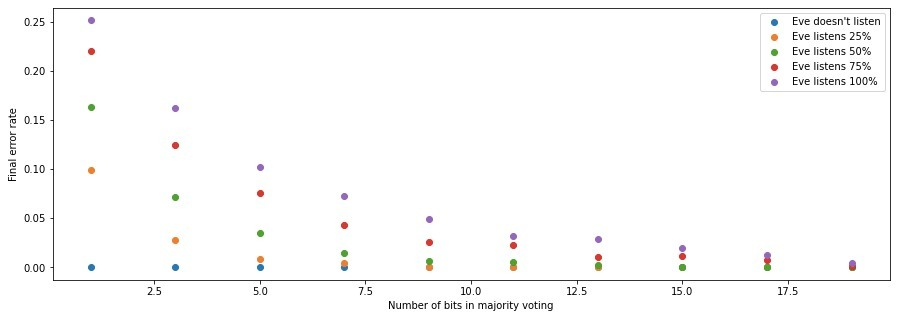 0.25
0.20
0.15
0.10
0.05
0.00
Final error rate
2.5 5.0 7.5 10.0 12.5 15.0 17.5
Number of bits in majority voting
Eve doesn't listen
Eve listens 25%
Eve listens 50%
Eve listens 75%
Eve listens 100%